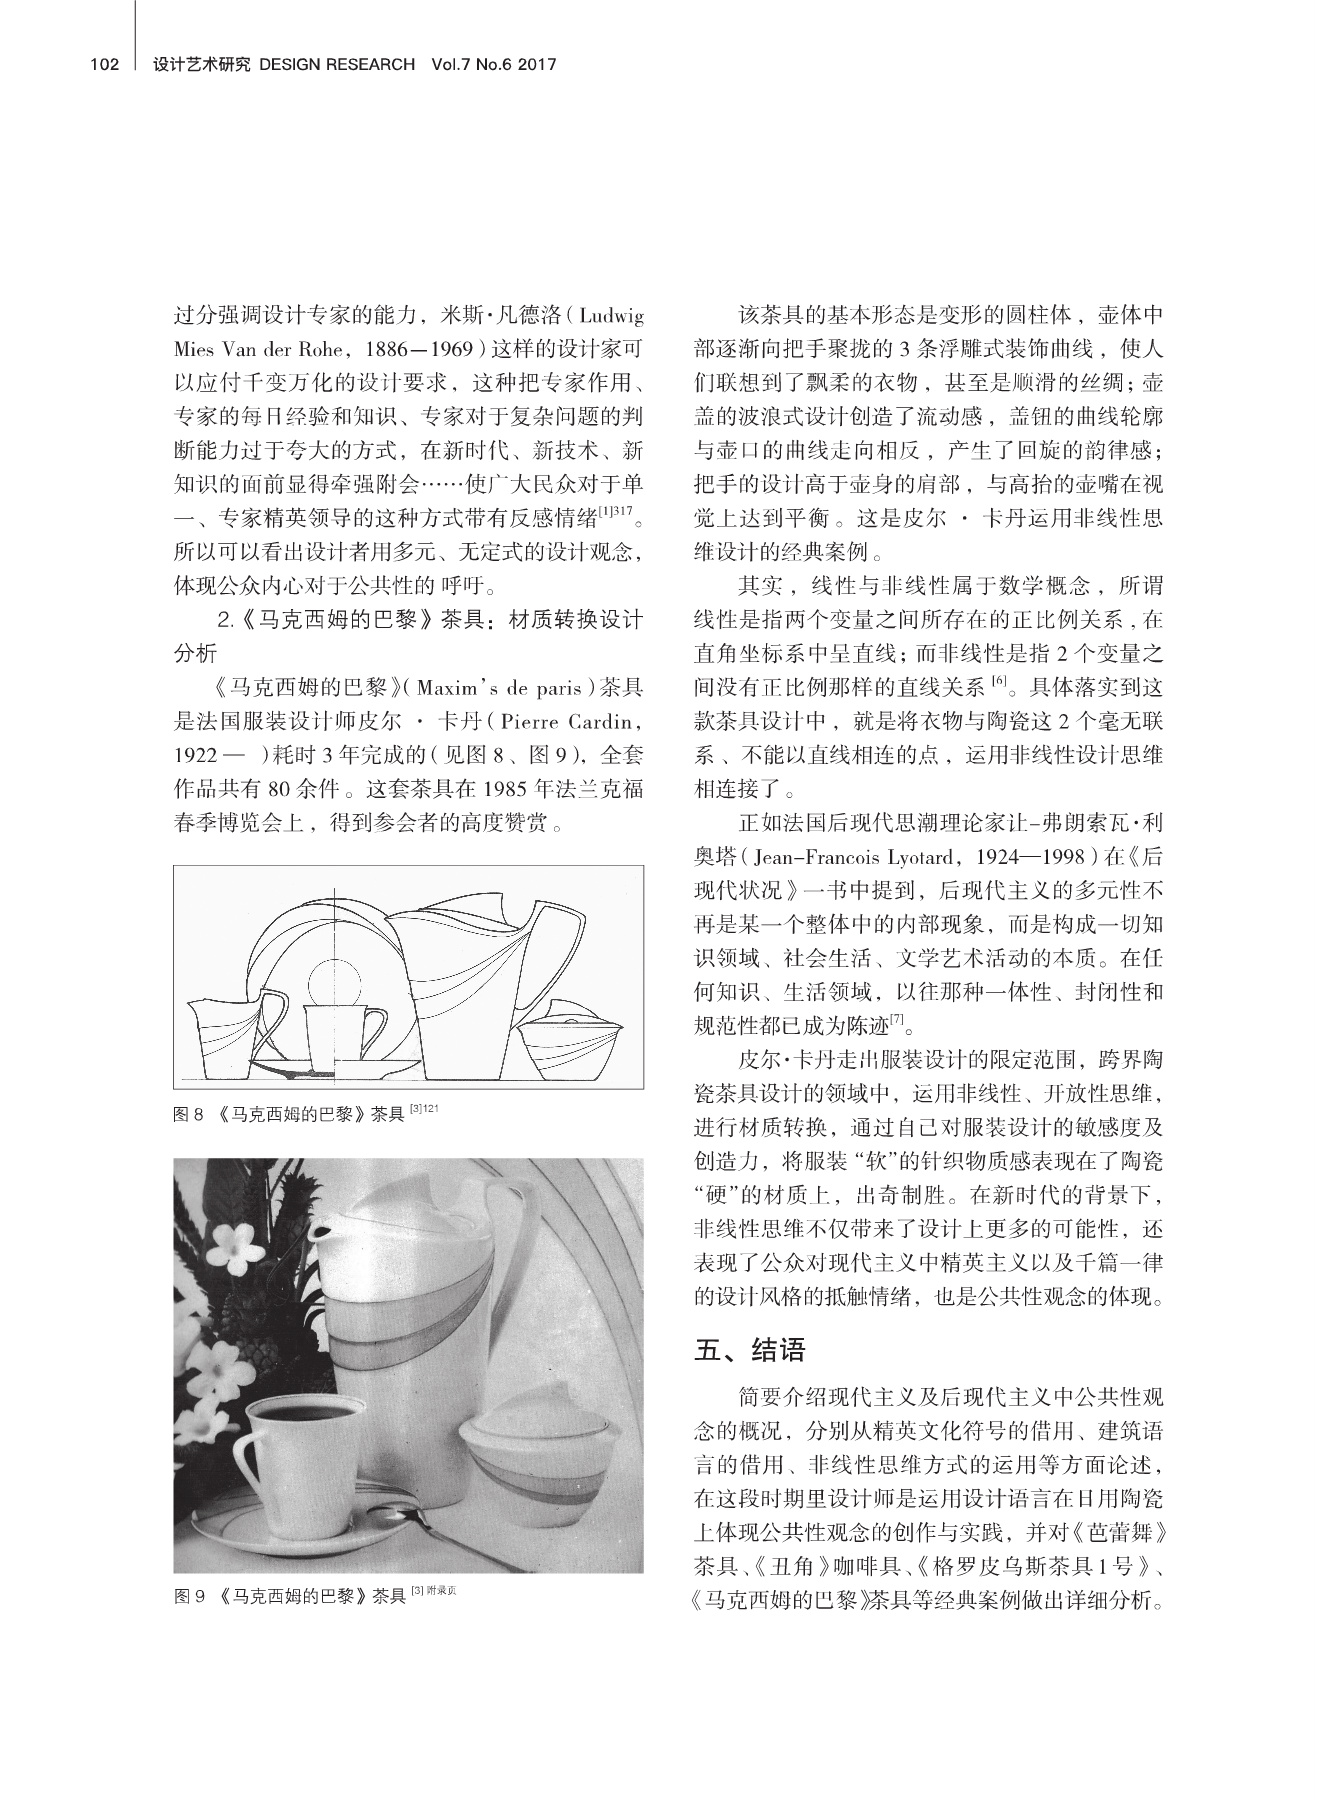 102 设计艺术研究 DESIGN RESEARCH Vol.7 No.6 2017
过分强调设计专家的能力，米斯·凡德洛（Ludwig
Mies Van der Rohe，1886—1969）这样的设计家可
以应付千变万化的设计要求，这种把专家作用、
专家的每日经验和知识、专家对于复杂问题的判
断能力过于夸大的方式，在新时代、新技术、新
知识的面前显得牵强附会……使广大民众对于单
一、专家精英领导的这种方式带有反感情绪[1]317。
所以可以看出设计者用多元、无定式的设计观念，
体现公众内心对于公共性的 呼吁。
2.《马克西姆的巴黎》茶具：材质转换设计
分析
《马克西姆的巴黎》（Maxim’s de paris）茶具
是法国服装设计师皮尔 · 卡丹（Pierre Cardin，
1922 — ）耗时 3 年完成的（见图 8、图 9），全套
作品共有 80 余件 。这套茶具在 1985 年法兰克福
春季博览会上 ，得到参会者的高度赞赏 。
图 8 《马克西姆的巴黎》茶具 [3]121
图 9 《马克西姆的巴黎》茶具 [3] 附录页
该茶具的基本形态是变形的圆柱体 ，壶体中
部逐渐向把手聚拢的 3 条浮雕式装饰曲线 ，使人
们联想到了飘柔的衣物 ，甚至是顺滑的丝绸；壶
盖的波浪式设计创造了流动感 ，盖钮的曲线轮廓
与壶口的曲线走向相反 ，产生了回旋的韵律感；
把手的设计高于壶身的肩部 ，与高抬的壶嘴在视
觉上达到平衡 。这是皮尔 · 卡丹运用非线性思
维设计的经典案例 。
其实 ，线性与非线性属于数学概念 ，所谓
线性是指两个变量之间所存在的正比例关系 ，在
直角坐标系中呈直线；而非线性是指 2 个变量之
间没有正比例那样的直线关系 [6]。具体落实到这
款茶具设计中 ，就是将衣物与陶瓷这 2 个毫无联
系 、不能以直线相连的点 ，运用非线性设计思维
相连接了 。
正如法国后现代思潮理论家让–弗朗索瓦·利
奥塔（Jean–Francois Lyotard，1924—1998）在《后
现代状况》一书中提到，后现代主义的多元性不
再是某一个整体中的内部现象，而是构成一切知
识领域、社会生活、文学艺术活动的本质。在任
何知识、生活领域，以往那种一体性、封闭性和
规范性都已成为陈迹[7]。
皮尔·卡丹走出服装设计的限定范围，跨界陶
瓷茶具设计的领域中，运用非线性、开放性思维，
进行材质转换，通过自己对服装设计的敏感度及
创造力，将服装 “软”的针织物质感表现在了陶瓷
“硬”的材质上，出奇制胜。在新时代的背景下，
非线性思维不仅带来了设计上更多的可能性，还
表现了公众对现代主义中精英主义以及千篇一律
的设计风格的抵触情绪，也是公共性观念的体现。
五、结语
简要介绍现代主义及后现代主义中公共性观
念的概况，分别从精英文化符号的借用、建筑语
言的借用、非线性思维方式的运用等方面论述，
在这段时期里设计师是运用设计语言在日用陶瓷
上体现公共性观念的创作与实践，并对《芭蕾舞》
茶具、《丑角》咖啡具、《格罗皮乌斯茶具1号》、
《马克西姆的巴黎》茶具等经典案例做出详细分析。